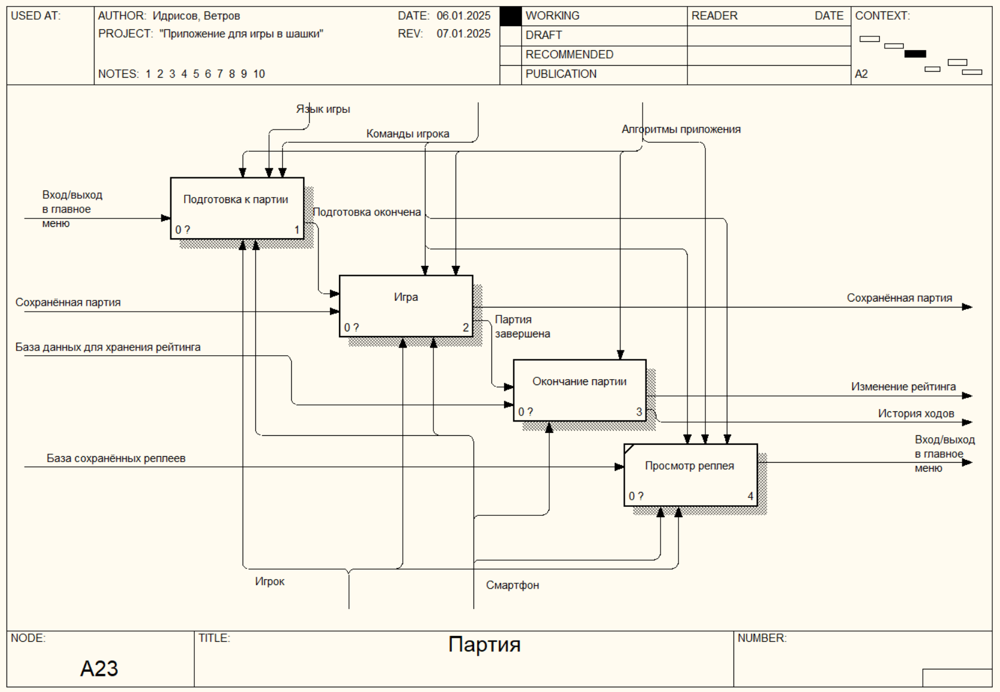 USED AT:
AUTHOR: Идрисов, Ветров
DATE: 06.01.2025
PROJECT: "Приложение для игры в шашки"
REV: 07.01.2025
NOTES: 1 2 3 4 5 6 7 8 9 10
WORKING
DRAFT
RECOMMENDED
PUBLICATION
READER DATE
CONTEXT:
A2
Язык игры
Команды игрока
Алгоритмы приложения
Вход/выход
в главное
меню
Подготовка к партии
0 ? 1
Подготовка окончена
Сохранённая партия
Игра
0 ? 2
Сохранённая партия
Партия
завершена
База данных для хранения рейтинга
Окончание партии
0 ? 3
Изменение рейтинга
История ходов
Вход/выход
в главное
меню
База сохранённых реплеев
Просмотр реплея
0 ? 4
Игрок
Смартфон
NODE:
A23
TITLE:
Партия
NUMBER: